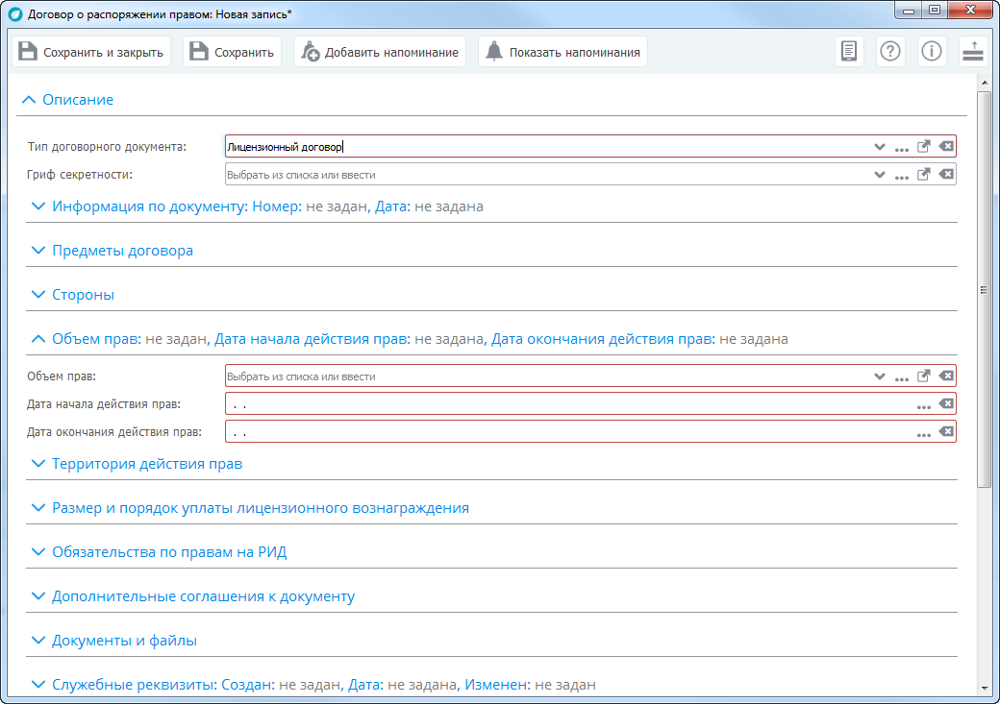 Договор о распоряжении правом: Новая запись*
Сохранить и закрыть Сохранить Добавить напоминание Показать напоминания
Описание
Тип договорного документа: Лицензионный договор
Гриф секретности: Выбрать из списка или ввести
Информация по документу: Номер: не задан, Дата: не задана
Предметы договора
Стороны
Объем прав: не задан, Дата начала действия прав: не задана, Дата окончания действия прав: не задана
Объем прав: Выбрать из списка или ввести
Дата начала действия прав: . .
Дата окончания действия прав: . .
Территория действия прав
Размер и порядок уплаты лицензионного вознаграждения
Обязательства по правам на РИД
Дополнительные соглашения к документу
Документы и файлы
Служебные реквизиты: Создан: не задан, Дата: не задана, Изменен: не задан